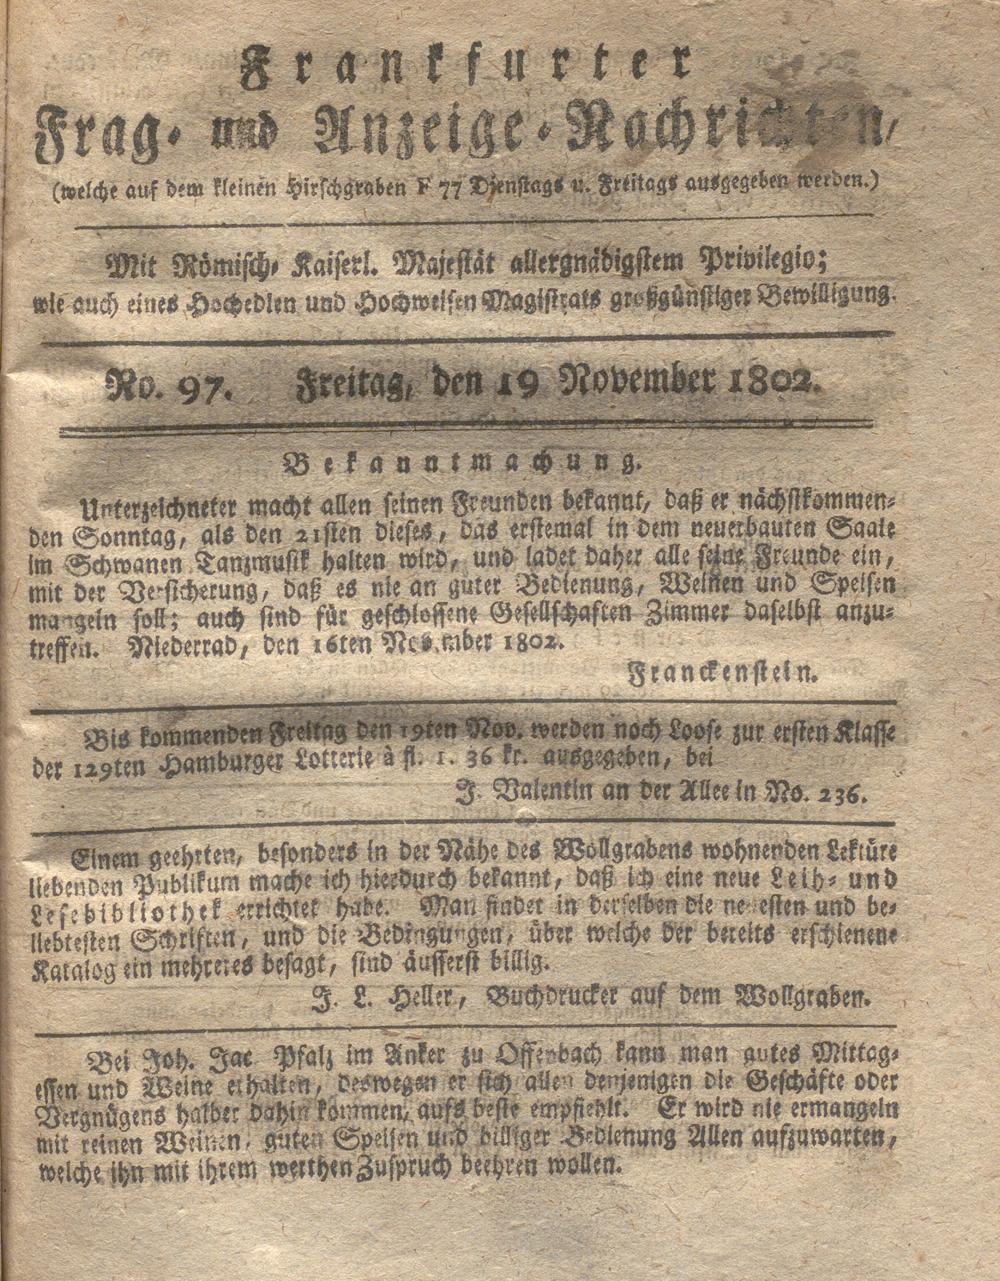 Frankfurter
Frag- und Anzeige-Nachrichten,
(welche auf dem kleinen Hirschgraben F 77 Dienstags u. Freitags ausgegeben werden.)
Mit Römisch- Kaiserl. Majestät allergnädigstem Privilegio;
wie auch eines Hochedlen und Hochweisen Magistrats großgünstiger Bewilligung.
No. 97. Freitag, den 19 November 1802.
Bekanntmachung.
Unterzeichneter macht allen seinen Freunden bekannt, daß er nächstkommen-
den Sonntag, als den 21sten dieses, das erstemal in dem neuerbauten Saale
im Schwanen Tanzmusik halten wird, und ladet daher alle seine Freunde ein,
mit der Versicherung, daß es nie an guter Bedienung, Weinen und Speisen
mangeln soll; auch sind für geschlossene Gesellschaften Zimmer daselbst anzu-
treffen. Niederrad, den 16ten November 1802.
Franckenstein.
Bis kommenden Freitag den 19ten Nov. werden noch Loose zur ersten Klasse
der 129ten Hamburger Lotterie à fl. 1. 36 kr. ausgegeben, bei
J. Valentin an der Allee in No. 236.
Einem geehrten, besonders in der Nähe des Wollgrabens wohnenden Lektüre
liebenden Publikum mache ich hierdurch bekannt, daß ich eine neue Leih- und
Lesebibliothek errichtet habe. Man findet in derselben die neuesten und be-
liebtesten Schriften, und die Bedingungen, über welche der bereits erschienene
Katalog ein mehreres besagt, sind äusserst billig.
J. L. Heller, Buchdrucker auf dem Wollgraben.
Bei Joh. Jac. Pfalz im Anker zu Offenbach kann man gutes Mittag-
essen und Weine erhalten, deswegen er sich allen denjenigen die Geschäfte oder
Vergnügens halber dahin kommen, aufs beste empfiehlt. Er wird nie ermangeln
mit reinen Weinen, guten Speisen und billiger Bedienung Allen aufzuwarten,
welche ihn mit ihrem werthen Zuspruch beehren wollen.